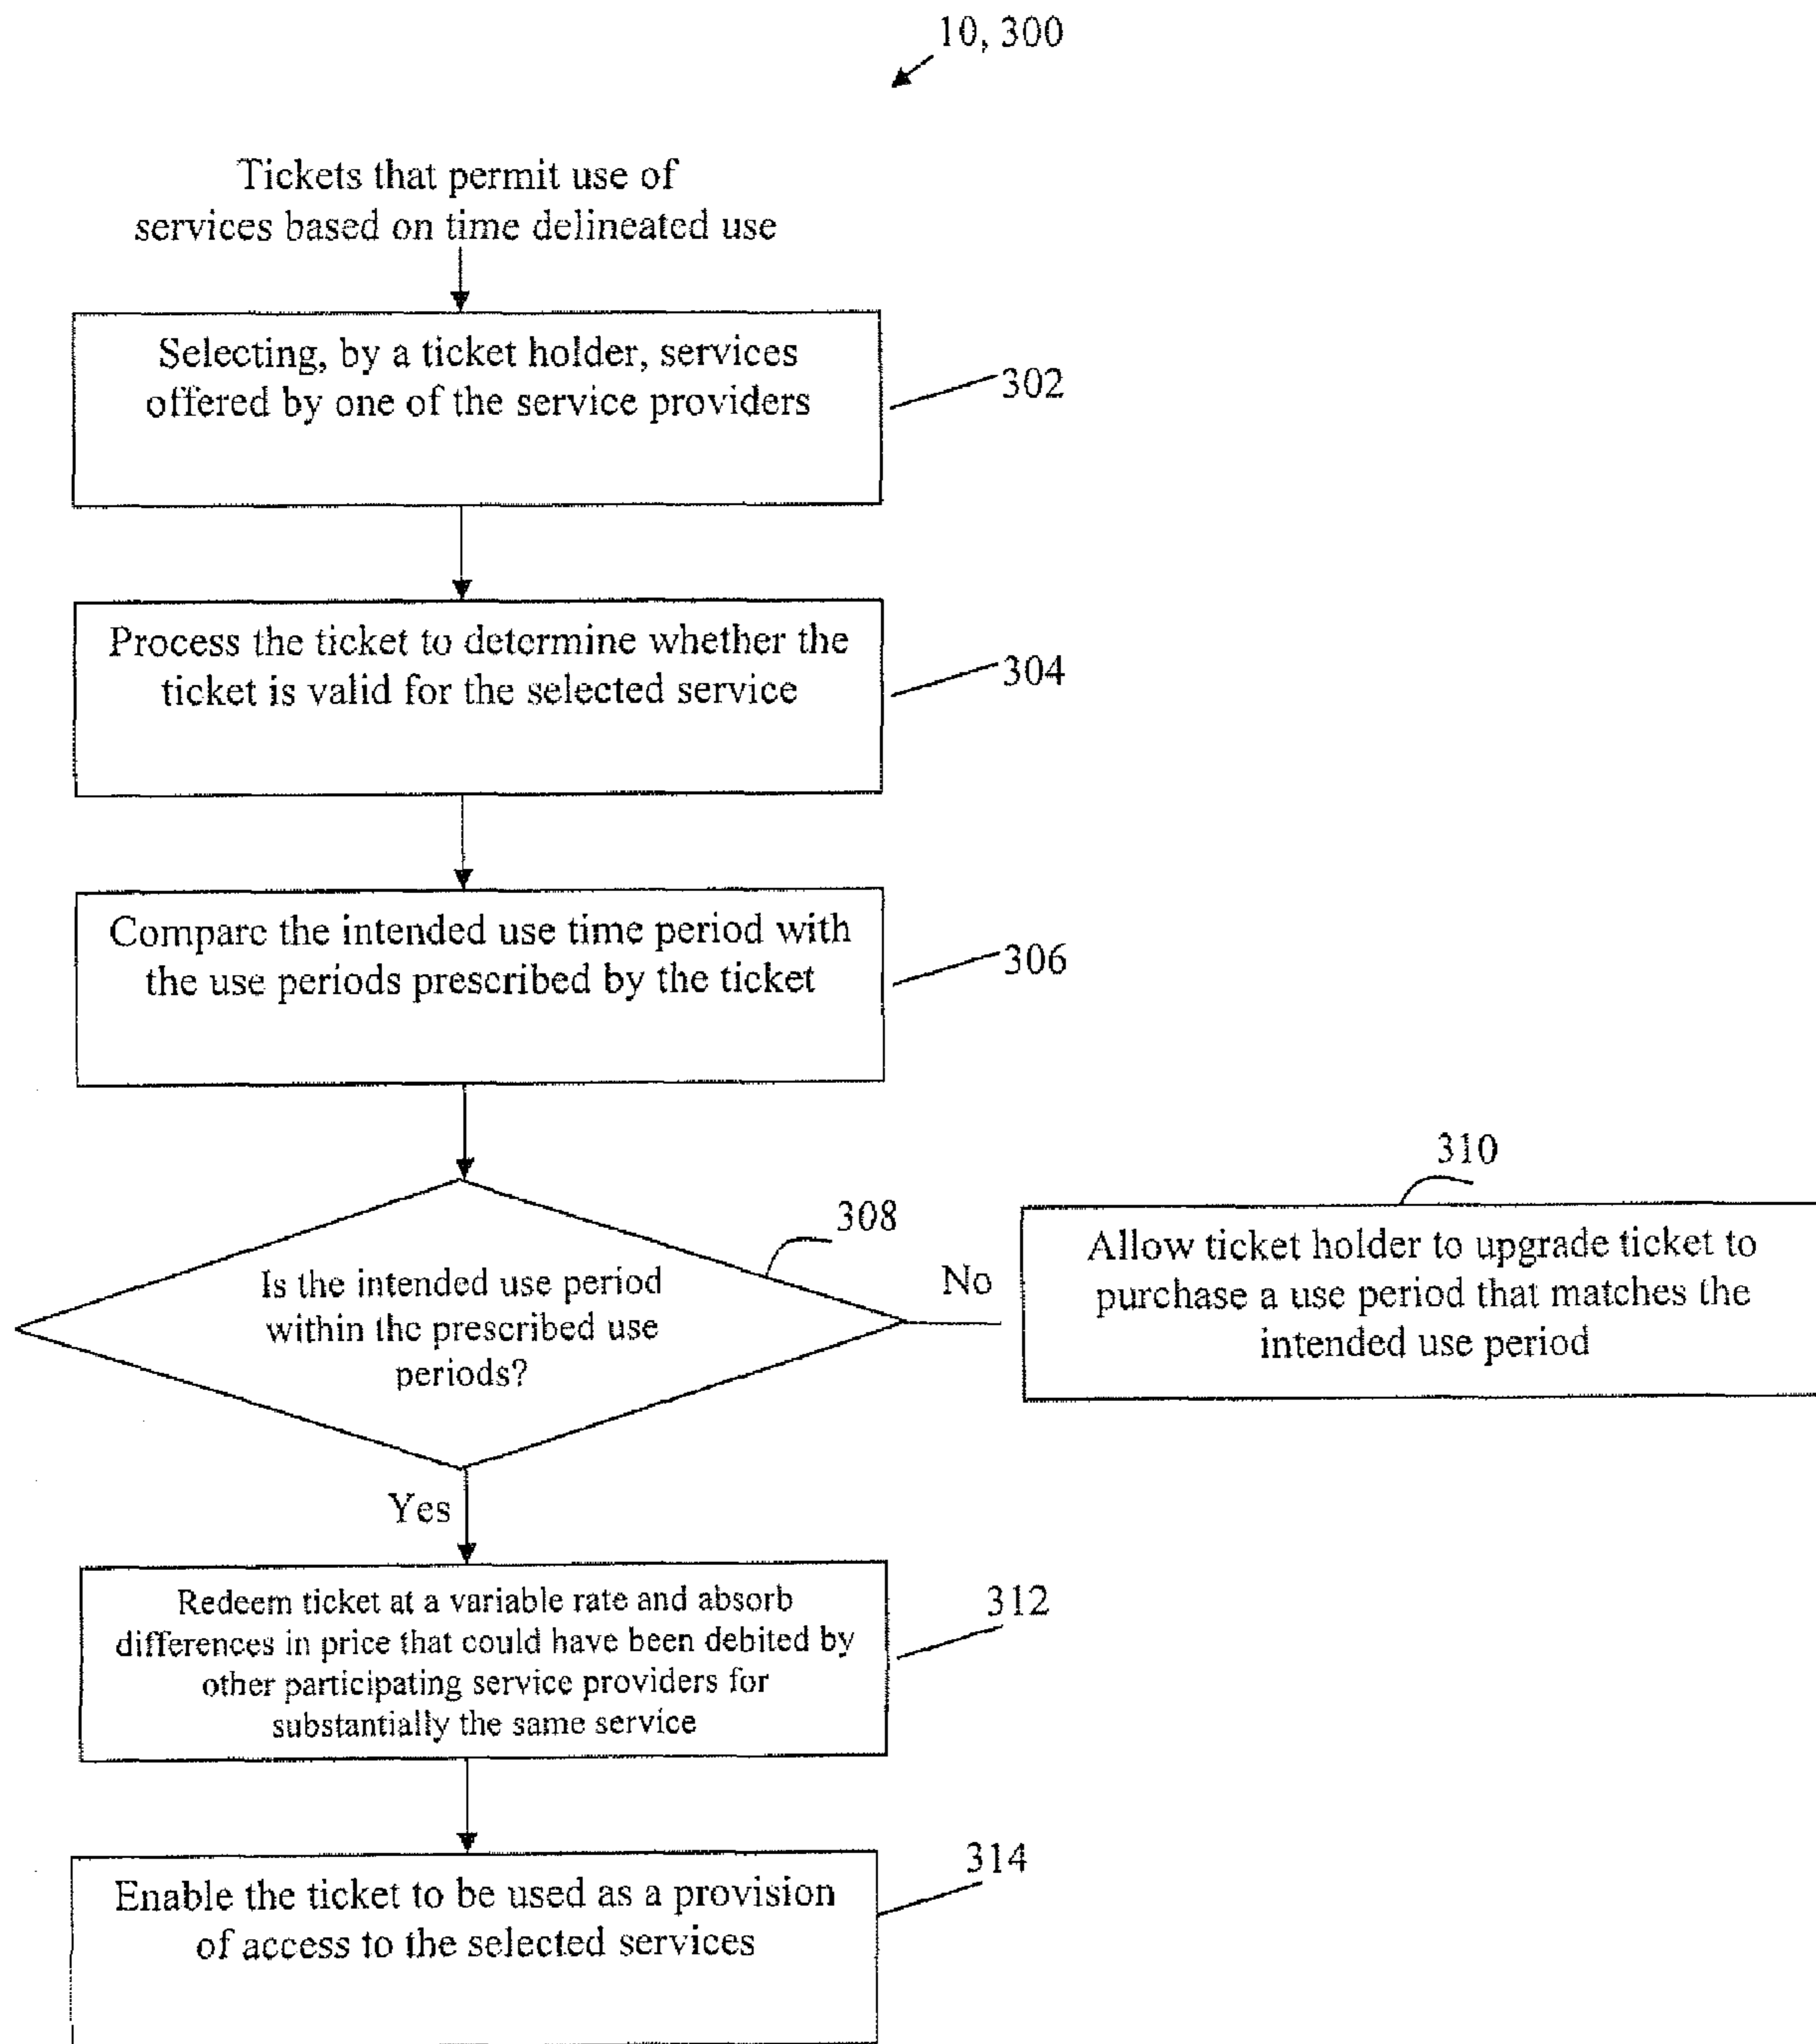 10, 300
Tickets that permit use of
services based on time delineated use
Selecting, by a ticket holder, services
offered by one of the service providers
302
Process the ticket to determine whether the
ticket is valid for the selected service
304
Compare the intended use time period with
the use periods prescribed by the ticket
306
308
Is the intended use period
within the prescribed use
periods?
No
310
Allow ticket holder to upgrade ticket to
purchase a use period that matches the
intended use period
Yes
Redeem ticket at a variable rate and absorb
differences in price that could have been debited by
other participating service providers for
substantially the same service
312
Enable the ticket to be used as a provision
of access to the selected services
314